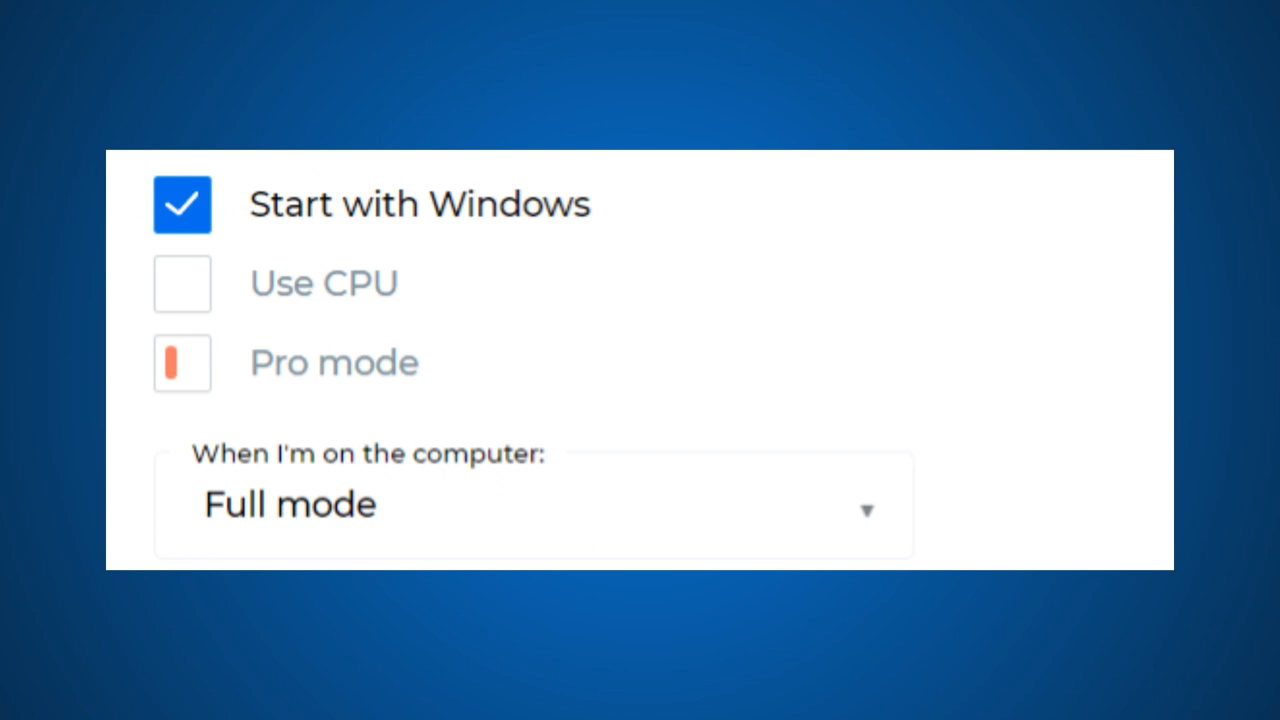 Start with Windows
Use CPU
Pro mode
When I'm on the computer:
Full mode